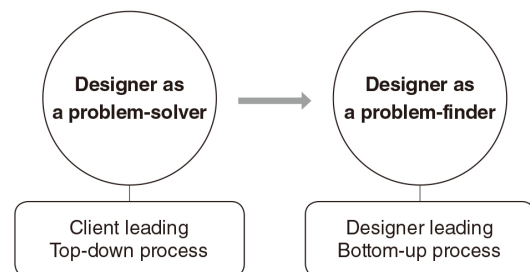 Designer as
a problem-solver
Designer as
a problem-finder
Client leading
Top-down process
Designer leading
Bottom-up process